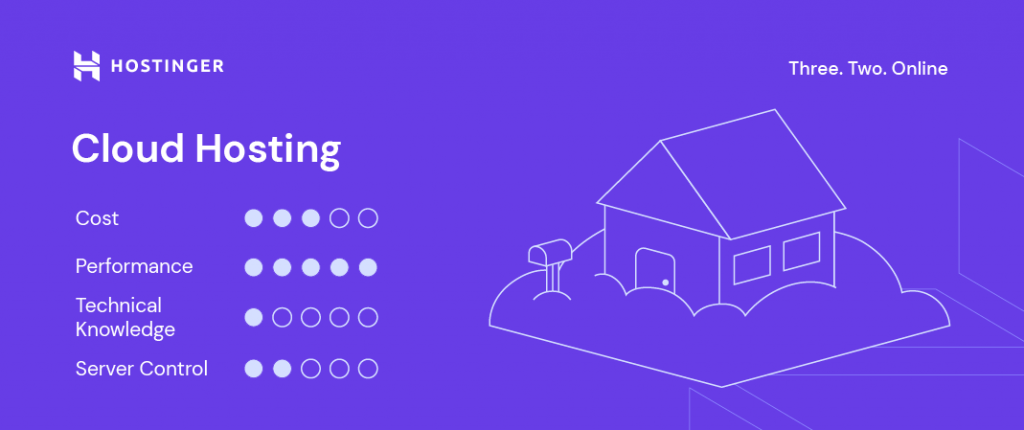 HOSTINGER
Three. Two. Online
Cloud Hosting
Cost
Performance
Technical
Knowledge
Server Control